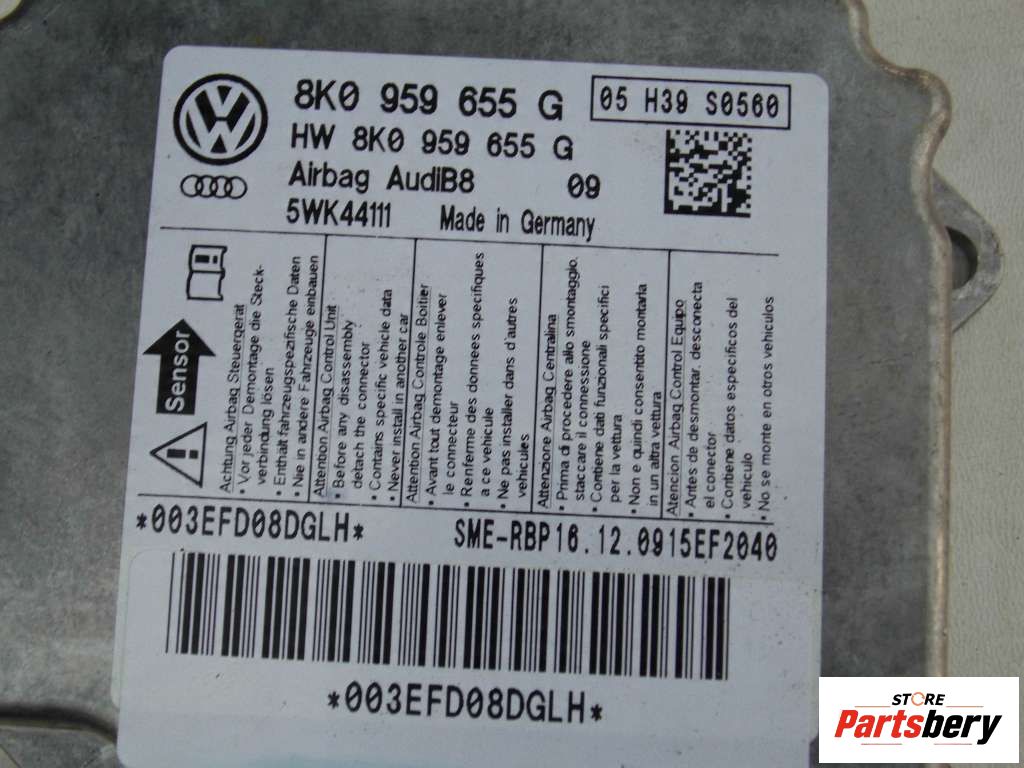 8K0 959 655 G
05 H39 S0560
HW 8K0 959 655 G
Airbag AudiB8 09
5WK44111 Made in Germany
Sensor
Achtung Airbag Steuergerät
• Vor jeder Demontage die Steck-
verbindung lösen
• Enthält fahrzeugspezifische Daten
• Nie in andere Fahrzeuge einbauen
Attention Airbag Control Unit
• Before any disassembly
detach the connector
• Contains specific vehicle data
• Never install in another car
Attention Airbag Controle Boitier
• Avant tout demontage enlever
le connecteur
• Renferme des données specifiques
a ce vehicule
• Ne pas installer dans d'autres
vehicules
Attenzione Airbag Centralina
• Prima di procedere allo smontaggio.
staccare il connessione
• Contiene dati funzionali specifici
per la vettura
• Non e quindi consentito montarla
in un altra vettura
Atencion Airbag Control Equipo
• Antes de desmontar. desconecta
el conector
• Contiene datos especificos del
vehiculo
• No se monte en otros vehiculos
*003EFD08DGLH* SME-RBP16.12.0915EF2040
*003EFD08DGLH*
STORE
Partsbery